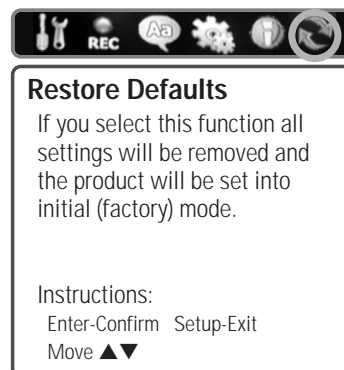 REC Aa i
Restore Defaults
If you select this function all
settings will be removed and
the product will be set into
initial (factory) mode.
Instructions:
Enter-Confirm Setup-Exit
Move ▲▼